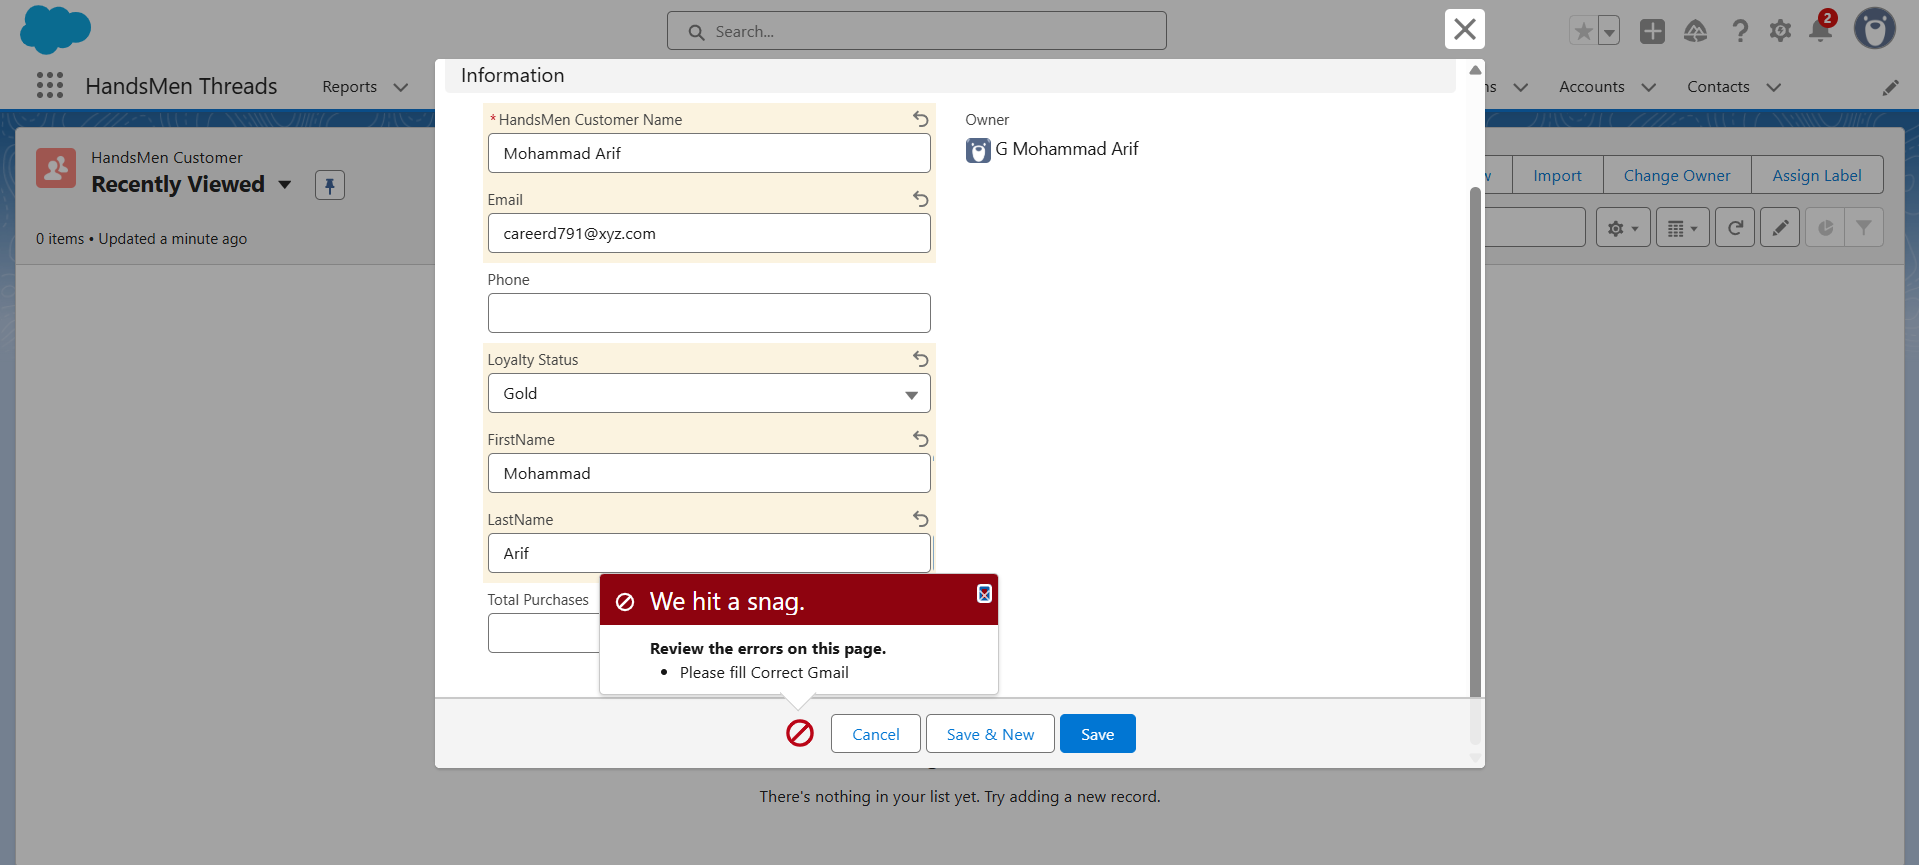 Search...
2
HandsMen Threads
Reports
Accounts
Contacts
HandsMen Customer
Recently Viewed
0 items • Updated a minute ago
Import
Change Owner
Assign Label
Information
*HandsMen Customer Name
Mohammad Arif
Owner
G Mohammad Arif
Email
careerd791@xyz.com
Phone
Loyalty Status
Gold
FirstName
Mohammad
LastName
Arif
Total Purchases
We hit a snag.
Review the errors on this page.
• Please fill Correct Gmail
Cancel
Save & New
Save
There's nothing in your list yet. Try adding a new record.